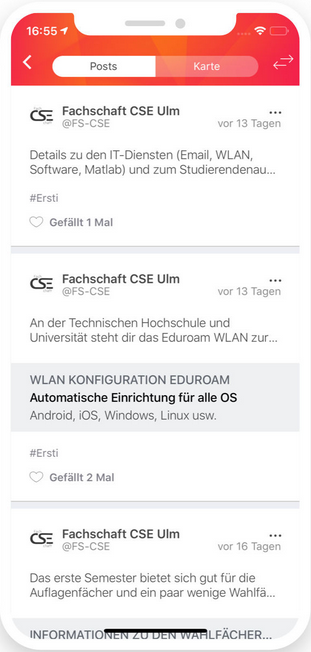 16:55
Posts
Karte
CSE
Fachschaft CSE Ulm
@FS-CSE
vor 13 Tagen
Details zu den IT-Diensten (Email, WLAN,
Software, Matlab) und zum Studierendenau...
#Ersti
Gefällt 1 Mal
CSE
Fachschaft CSE Ulm
@FS-CSE
vor 13 Tagen
An der Technischen Hochschule und
Universität steht dir das Eduroam WLAN zur...
WLAN KONFIGURATION EDUROAM
Automatische Einrichtung für alle OS
Android, iOS, Windows, Linux usw.
#Ersti
Gefällt 2 Mal
CSE
Fachschaft CSE Ulm
@FS-CSE
vor 16 Tagen
Das erste Semester bietet sich gut für die
Auflagenfächer und ein paar wenige Wahlfä...
INFORMATIONEN ZU DEN WAHLFÄCHER...